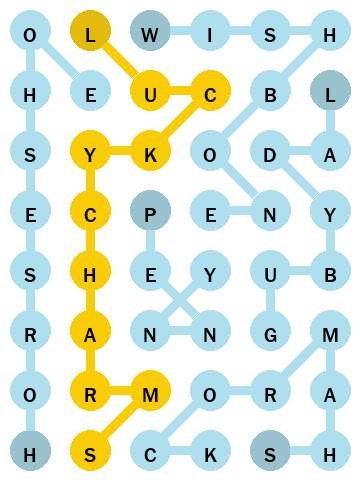 O L W I S H
H E U C B L
S Y K O D A
E C P E N Y
S H E Y U B
R A N N G M
O R M O R A
H S C K S H